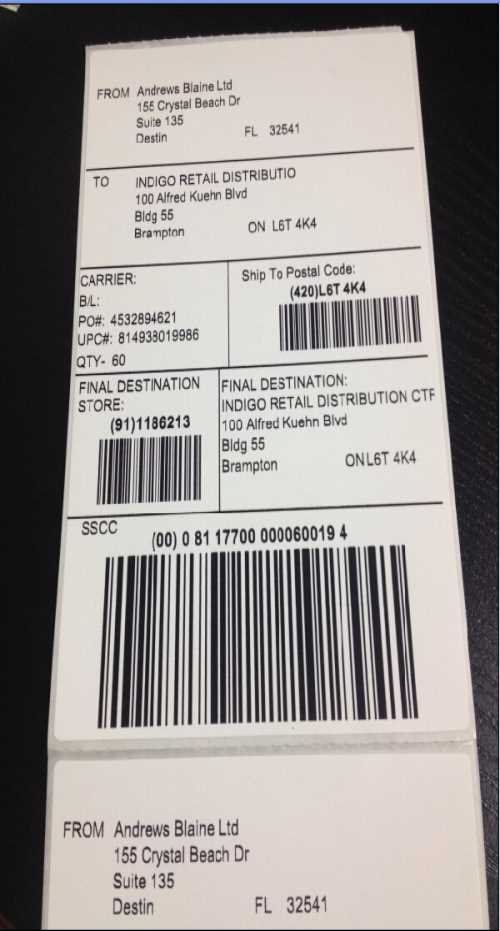 FROM Andrews Blaine Ltd
155 Crystal Beach Dr
Suite 135
Destin FL 32541
TO INDIGO RETAIL DISTRIBUTIO
100 Alfred Kuehn Blvd
Bldg 55
Brampton ON L6T 4K4
CARRIER:
B/L:
PO#: 4532894621
UPC#: 814938019986
QTY- 60
Ship To Postal Code:
(420)L6T 4K4
FINAL DESTINATION
STORE:
(91)1186213
FINAL DESTINATION:
INDIGO RETAIL DISTRIBUTION CTR
100 Alfred Kuehn Blvd
Bldg 55
Brampton ON L6T 4K4
SSCC
(00) 0 81 17700 000060019 4
FROM Andrews Blaine Ltd
155 Crystal Beach Dr
Suite 135
Destin FL 32541